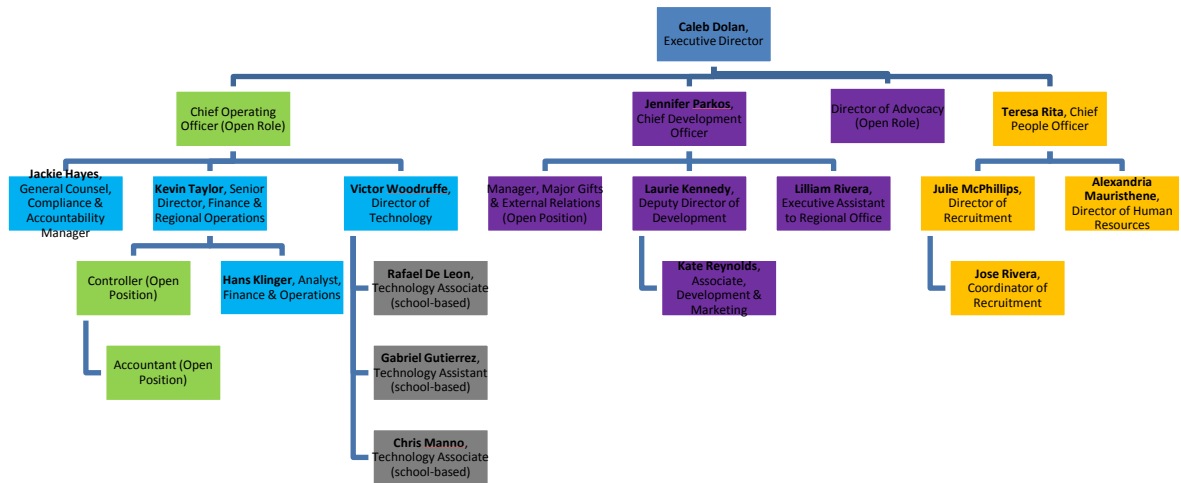 Caleb Dolan,
Executive Director
Chief Operating
Officer (Open Role)
Jennifer Parkos,
Chief Development
Officer
Director of Advocacy
(Open Role)
Teresa Rita, Chief
People Officer
Jackie Hayes,
General Counsel,
Compliance &
Accountability
Manager
Kevin Taylor, Senior
Director, Finance &
Regional Operations
Victor Woodruffe,
Director of
Technology
Manager, Major Gifts
& External Relations
(Open Position)
Laurie Kennedy,
Deputy Director of
Development
Lilliam Rivera,
Executive Assistant
to Regional Office
Julie McPhillips,
Director of
Recruitment
Alexandria
Mauristhene,
Director of Human
Resources
Controller (Open
Position)
Hans Klinger, Analyst,
Finance & Operations
Rafael De Leon,
Technology Associate
(school-based)
Kate Reynolds,
Associate,
Development &
Marketing
Jose Rivera,
Coordinator of
Recruitment
Accountant (Open
Position)
Gabriel Gutierrez,
Technology Assistant
(school-based)
Chris Manno,
Technology Associate
(school-based)